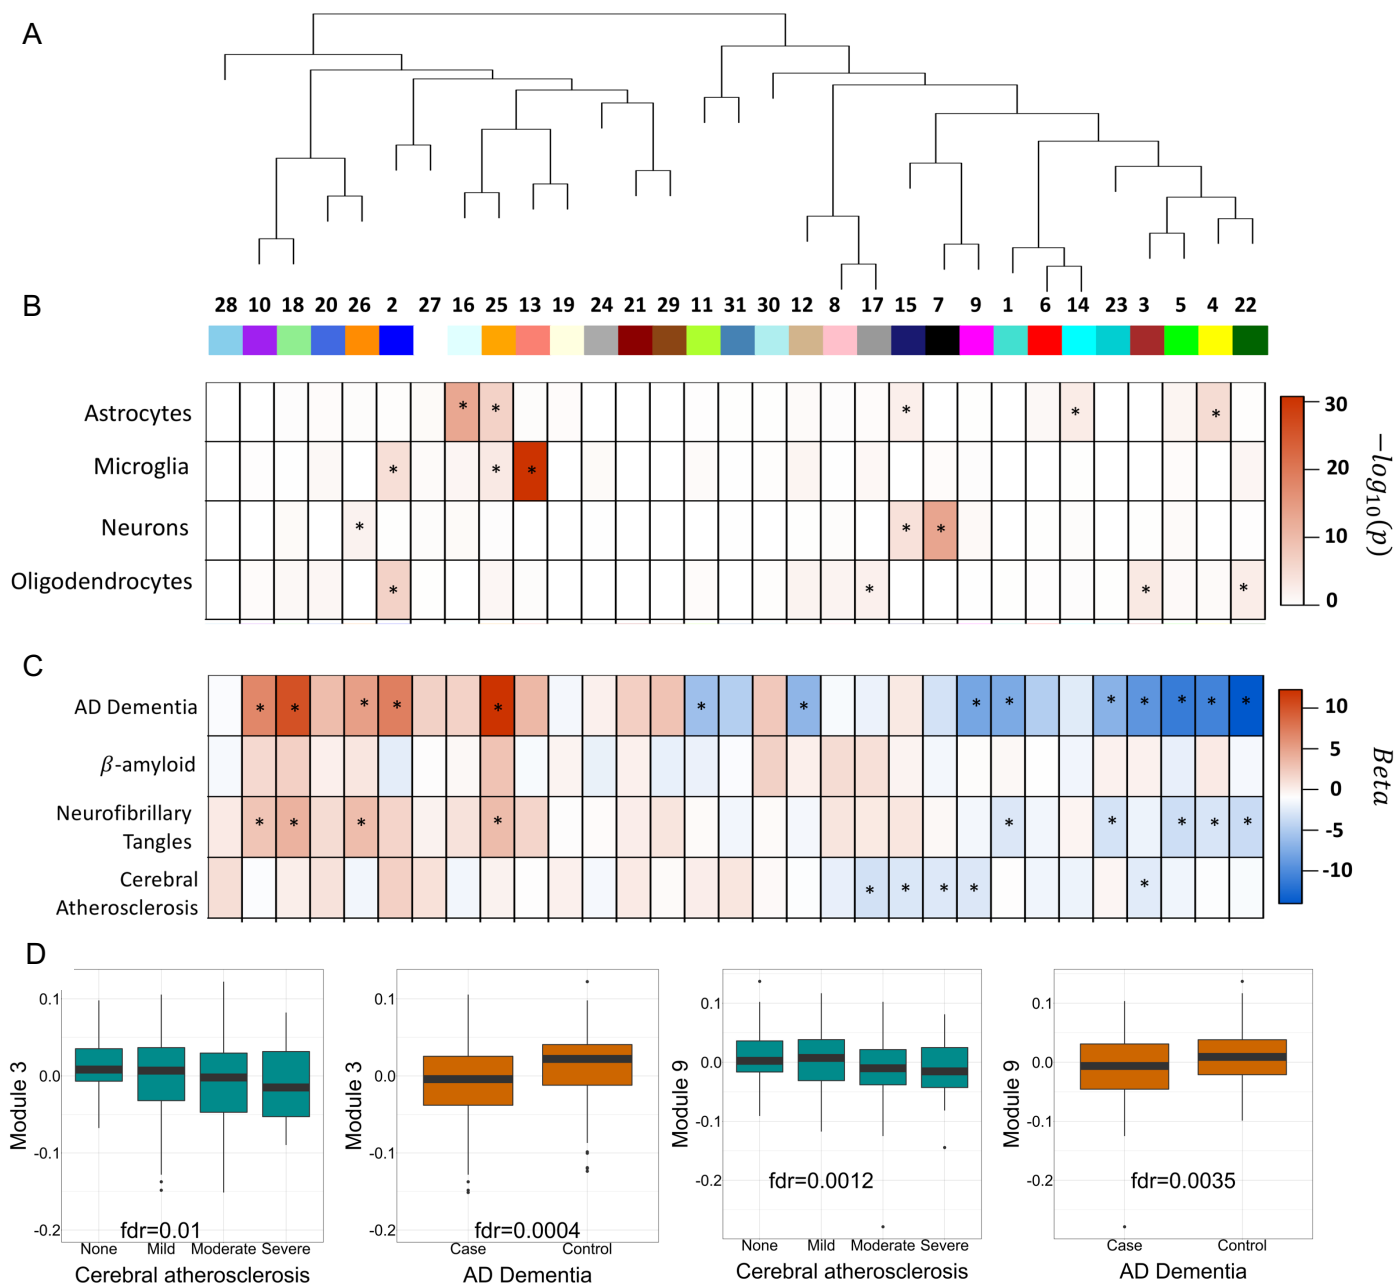 A
B
28 10 18 20 26 2 27 16 25 13 19 24 21 29 11 31 30 12 8 17 15 7 9 1 6 14 23 3 5 4 22
Astrocytes * * * * *
Microglia * * *
Neurons * * *
Oligodendrocytes * * * *
30
20
10
0
−log10(p)
C
AD Dementia * * * * * * * * * * * * * *
β-amyloid
Neurofibrillary
Tangles * * * * * * * * *
Cerebral
Atherosclerosis * * * * *
10
5
0
-5
-10
Beta
D
Module 3
0.1
0.0
-0.1
-0.2
fdr=0.01
None Mild Moderate Severe
Cerebral atherosclerosis
Module 3
0.1
0.0
-0.1
-0.2
fdr=0.0004
Case Control
AD Dementia
Module 9
0.1
0.0
-0.1
-0.2
fdr=0.0012
None Mild Moderate Severe
Cerebral atherosclerosis
Module 9
0.1
0.0
-0.1
-0.2
fdr=0.0035
Case Control
AD Dementia